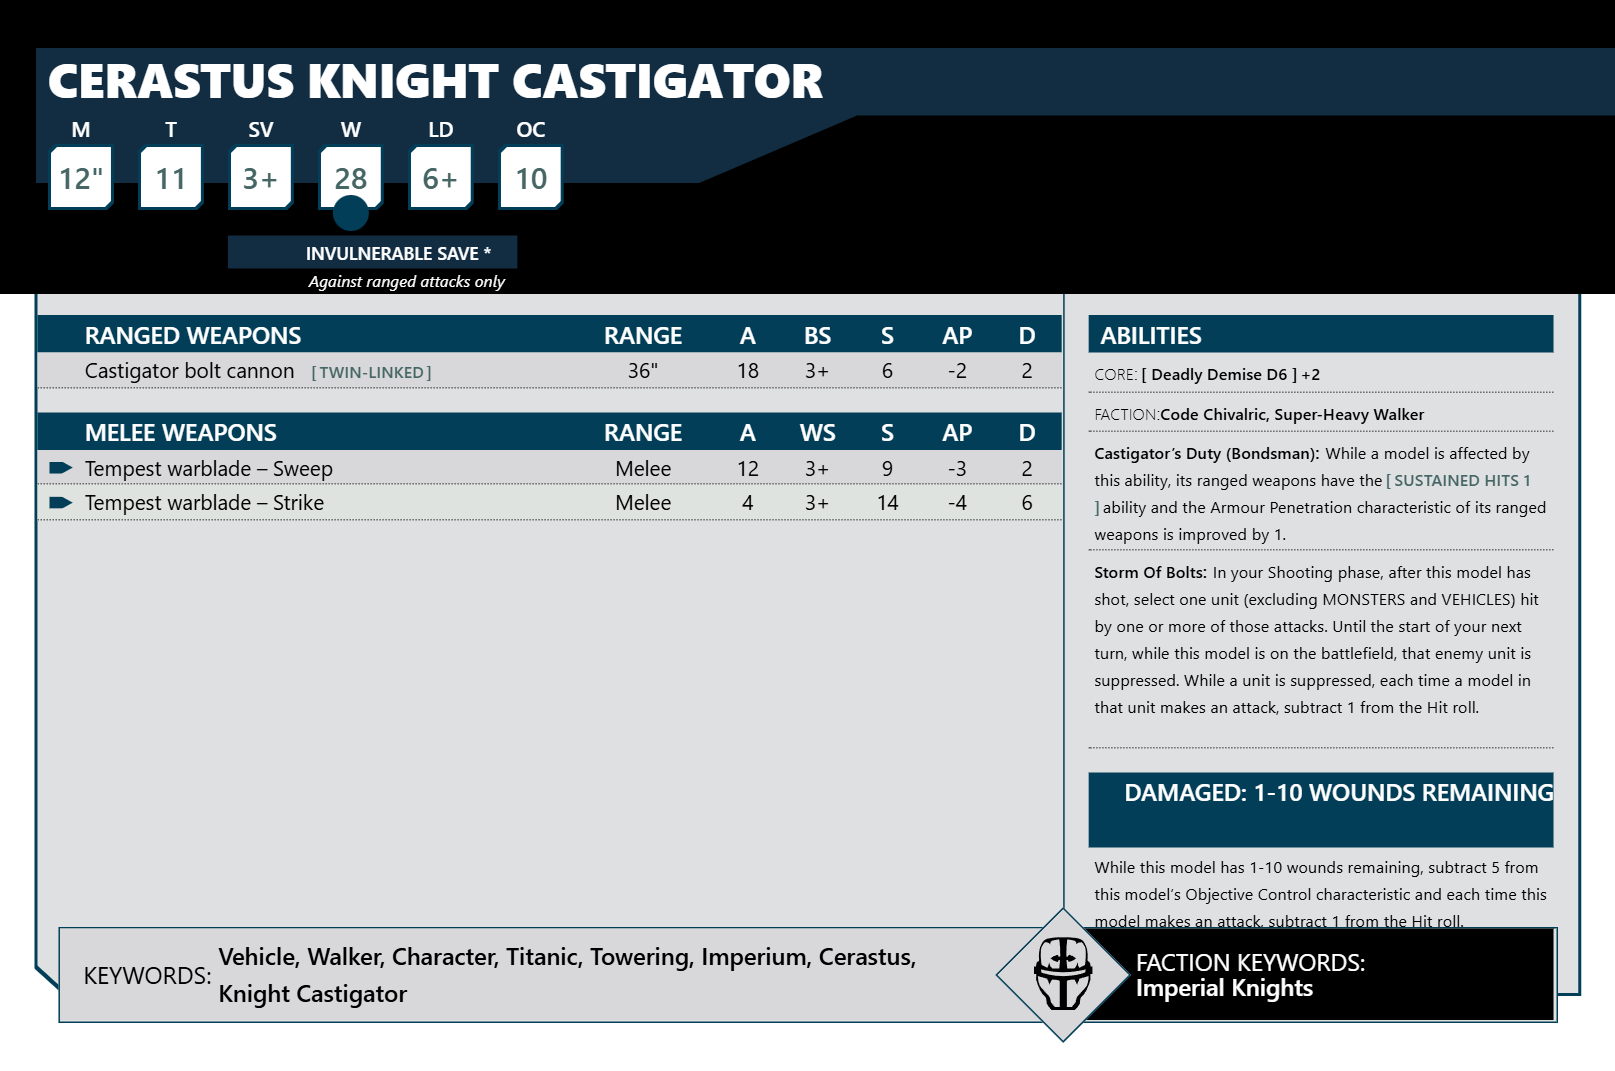 CERASTUS KNIGHT CASTIGATOR
M T SV W LD OC
12" 11 3+ 28 6+ 10
INVULNERABLE SAVE *
Against ranged attacks only
RANGED WEAPONS RANGE A BS S AP D
Castigator bolt cannon [ TWIN-LINKED ] 36" 18 3+ 6 -2 2
MELEE WEAPONS RANGE A WS S AP D
Tempest warblade – Sweep Melee 12 3+ 9 -3 2
Tempest warblade – Strike Melee 4 3+ 14 -4 6
ABILITIES
CORE: [ Deadly Demise D6 ] +2
FACTION:Code Chivalric, Super-Heavy Walker
Castigator’s Duty (Bondsman): While a model is affected by
this ability, its ranged weapons have the [ SUSTAINED HITS 1
] ability and the Armour Penetration characteristic of its ranged
weapons is improved by 1.
Storm Of Bolts: In your Shooting phase, after this model has
shot, select one unit (excluding MONSTERS and VEHICLES) hit
by one or more of those attacks. Until the start of your next
turn, while this model is on the battlefield, that enemy unit is
suppressed. While a unit is suppressed, each time a model in
that unit makes an attack, subtract 1 from the Hit roll.
DAMAGED: 1-10 WOUNDS REMAINING
While this model has 1-10 wounds remaining, subtract 5 from
this model’s Objective Control characteristic and each time this
model makes an attack, subtract 1 from the Hit roll.
KEYWORDS: Vehicle, Walker, Character, Titanic, Towering, Imperium, Cerastus,
Knight Castigator
FACTION KEYWORDS:
Imperial Knights